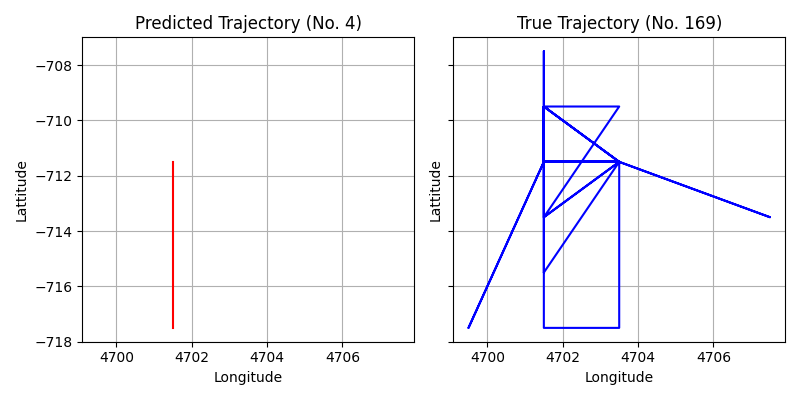 Predicted Trajectory (No. 4)
True Trajectory (No. 169)
−708
−710
−712
−714
−716
−718
Lattitude
Lattitude
4700
4702
4704
4706
4700
4702
4704
4706
Longitude
Longitude